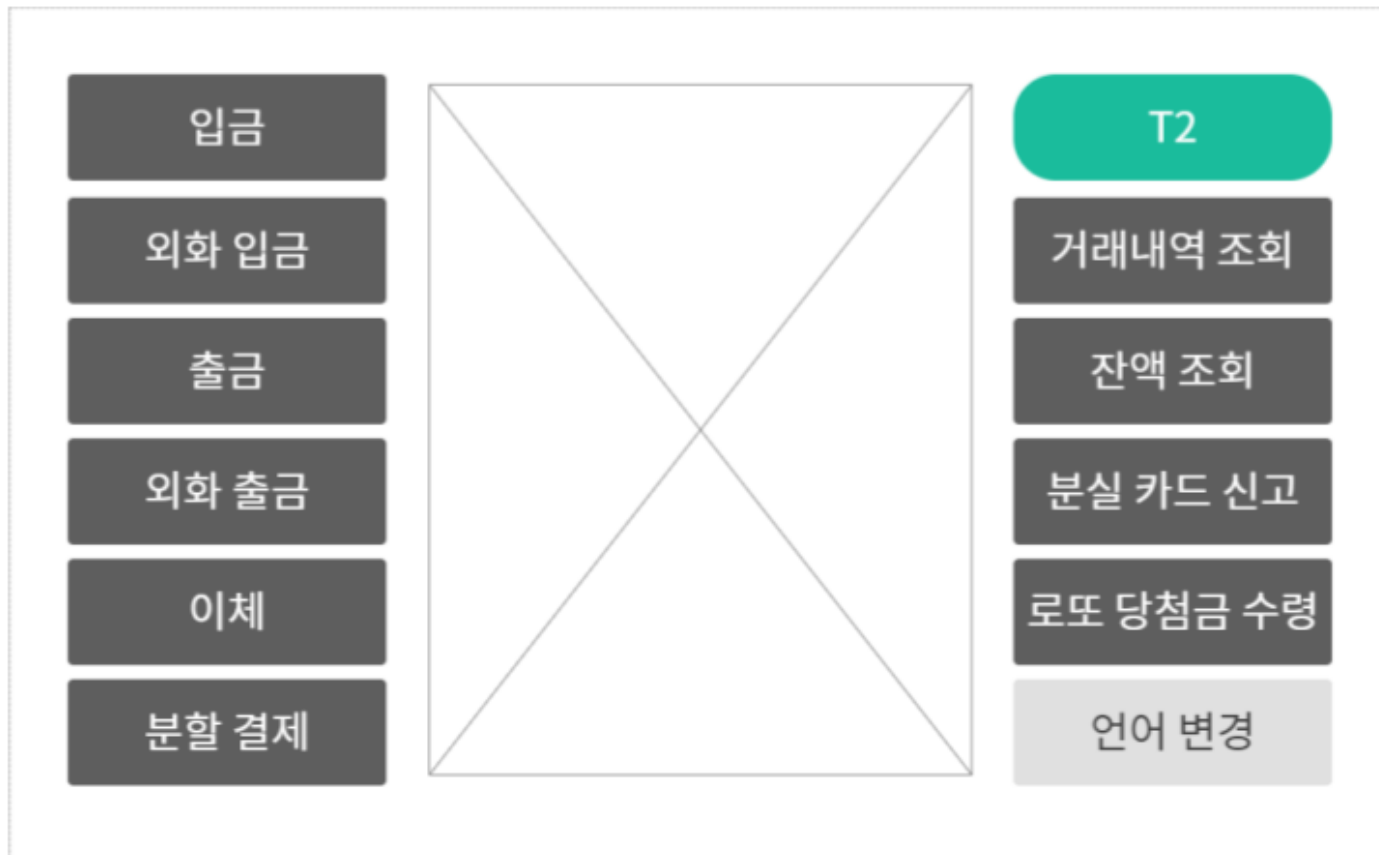 입금
외화 입금
출금
외화 출금
이체
분할 결제
T2
거래내역 조회
잔액 조회
분실 카드 신고
로또 당첨금 수령
언어 변경